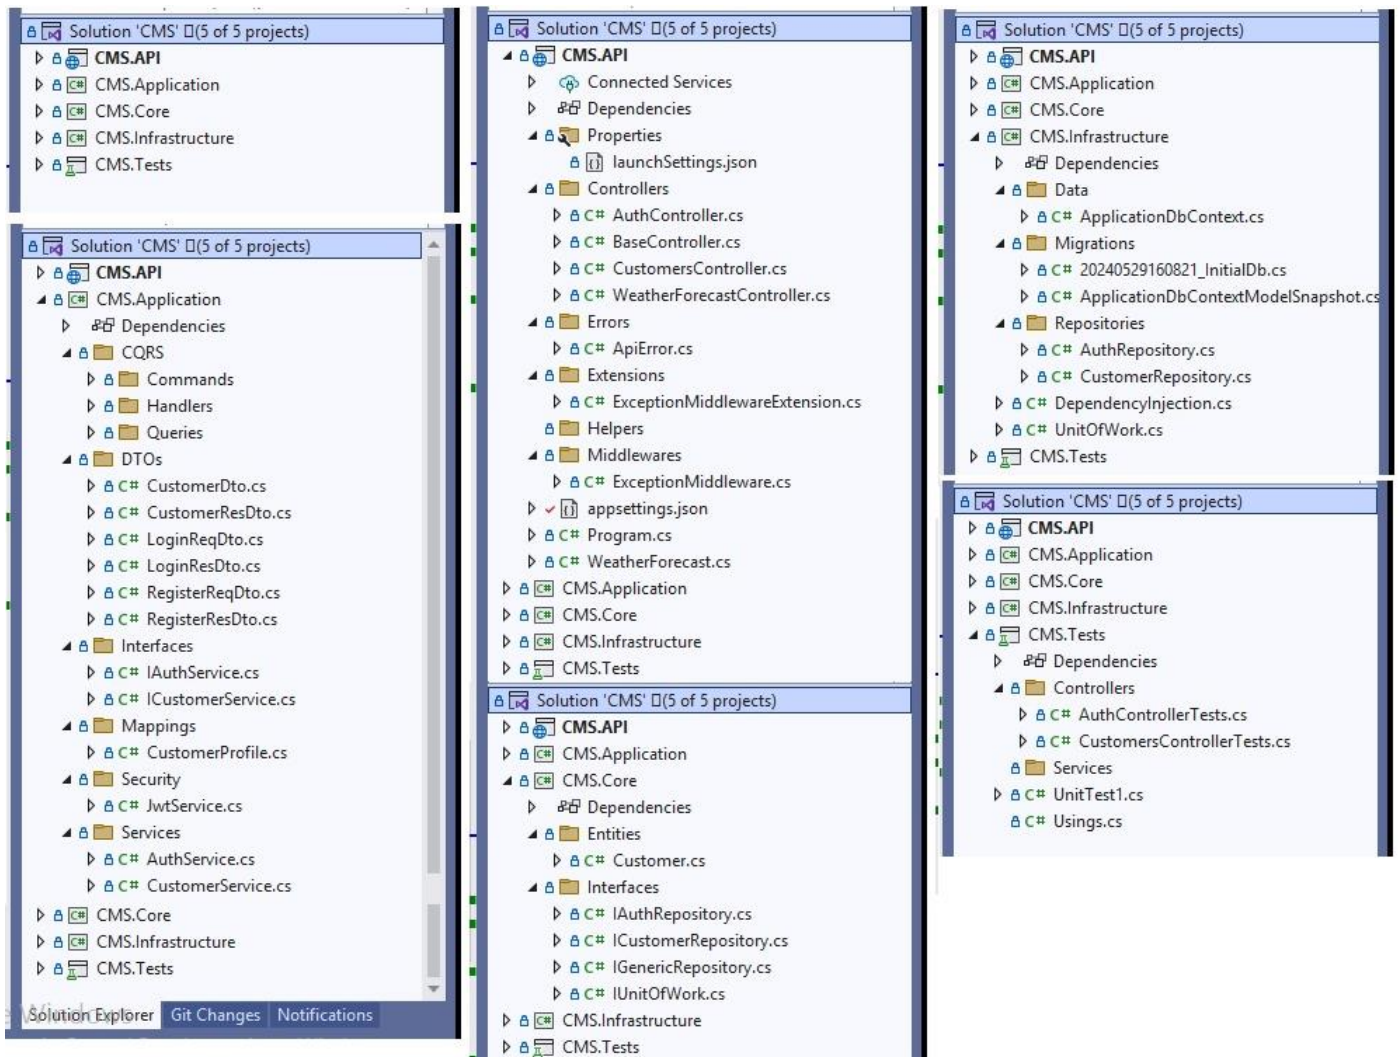 Solution 'CMS' (5 of 5 projects)
CMS.API
CMS.Application
CMS.Core
CMS.Infrastructure
CMS.Tests
Solution 'CMS' (5 of 5 projects)
CMS.API
CMS.Application
Dependencies
CQRS
Commands
Handlers
Queries
DTOs
C# CustomerDto.cs
C# CustomerResDto.cs
C# LoginReqDto.cs
C# LoginResDto.cs
C# RegisterReqDto.cs
C# RegisterResDto.cs
Interfaces
C# IAuthService.cs
C# ICustomerService.cs
Mappings
C# CustomerProfile.cs
Security
C# JwtService.cs
Services
C# AuthService.cs
C# CustomerService.cs
CMS.Core
CMS.Infrastructure
CMS.Tests
Solution Explorer Git Changes Notifications
Solution 'CMS' (5 of 5 projects)
CMS.API
Connected Services
Dependencies
Properties
launchSettings.json
Controllers
C# AuthController.cs
C# BaseController.cs
C# CustomersController.cs
C# WeatherForecastController.cs
Errors
C# ApiError.cs
Extensions
C# ExceptionMiddlewareExtension.cs
Helpers
Middlewares
C# ExceptionMiddleware.cs
appsettings.json
C# Program.cs
C# WeatherForecast.cs
CMS.Application
CMS.Core
CMS.Infrastructure
CMS.Tests
Solution 'CMS' (5 of 5 projects)
CMS.API
CMS.Application
CMS.Core
Dependencies
Entities
C# Customer.cs
Interfaces
C# IAuthRepository.cs
C# ICustomerRepository.cs
C# IGenericRepository.cs
C# IUnitOfWork.cs
CMS.Infrastructure
CMS.Tests
Solution 'CMS' (5 of 5 projects)
CMS.API
CMS.Application
CMS.Core
CMS.Infrastructure
Dependencies
Data
C# ApplicationDbContext.cs
Migrations
C# 20240529160821_InitialDb.cs
C# ApplicationDbContextModelSnapshot.cs
Repositories
C# AuthRepository.cs
C# CustomerRepository.cs
C# DependencyInjection.cs
C# UnitOfWork.cs
CMS.Tests
Solution 'CMS' (5 of 5 projects)
CMS.API
CMS.Application
CMS.Core
CMS.Infrastructure
CMS.Tests
Dependencies
Controllers
C# AuthControllerTests.cs
C# CustomersControllerTests.cs
Services
C# UnitTest1.cs
C# Usings.cs